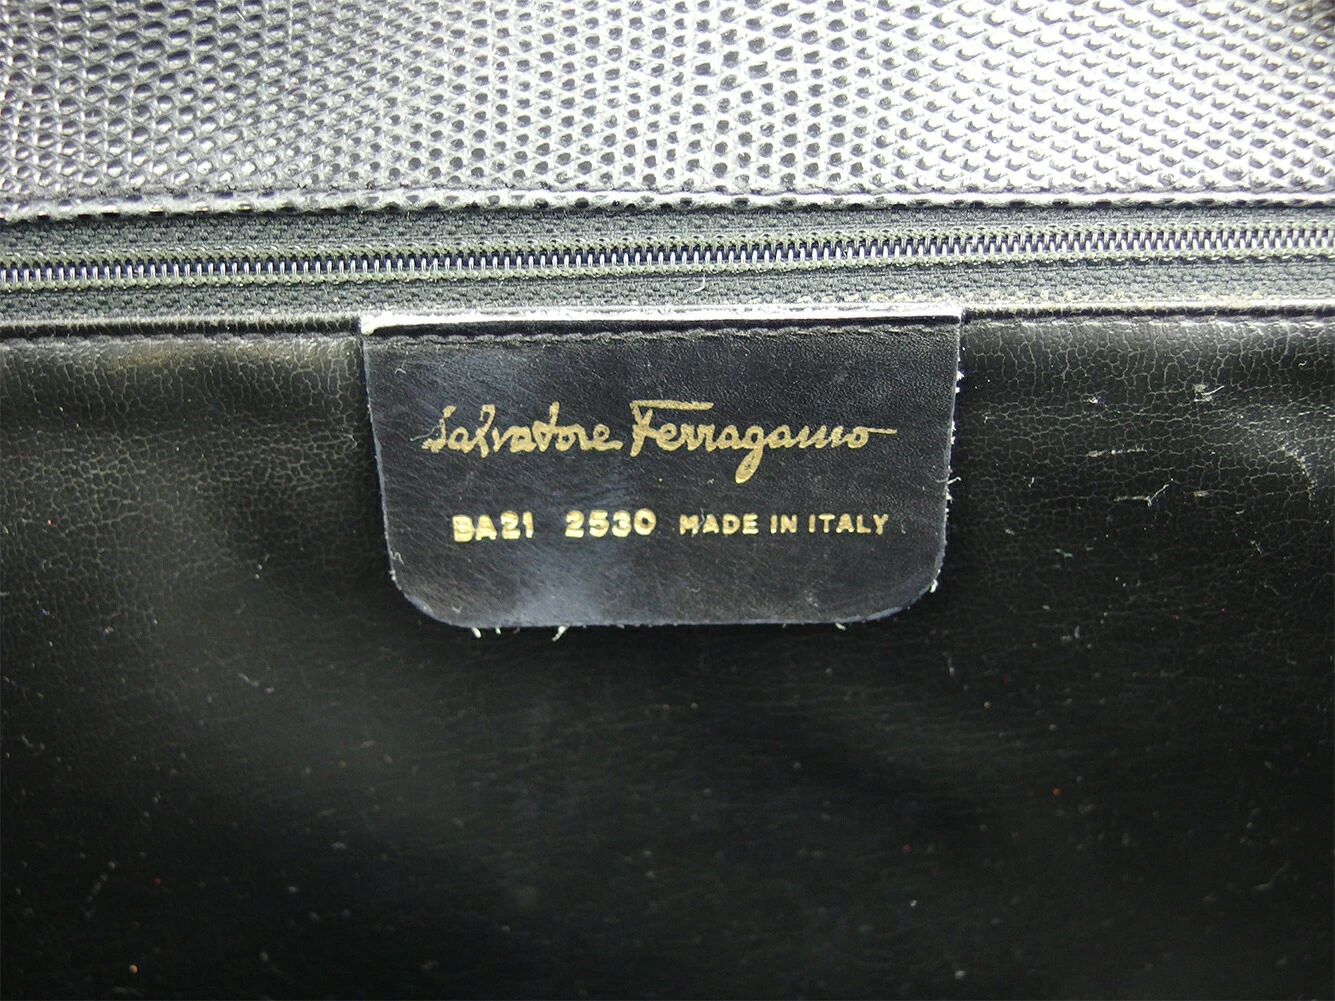 Salvatore Ferragamo
BA21 2530 MADE IN ITALY